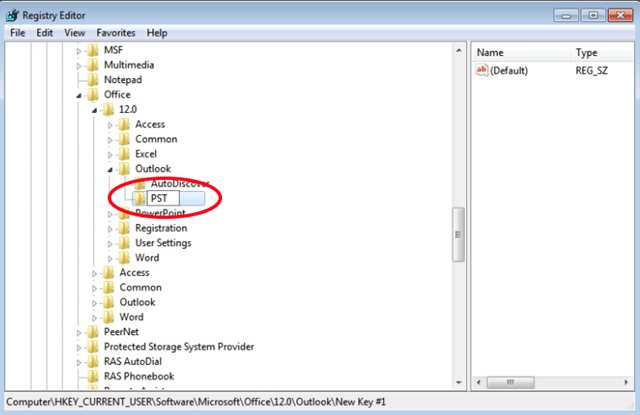 Registry Editor
File Edit View Favorites Help
MSF
Multimedia
Notepad
Office
12.0
Access
Common
Excel
Outlook
AutoDiscover
PST
PowerPoint
Registration
User Settings
Word
Access
Common
Outlook
Word
PeerNet
Protected Storage System Provider
RAS AutoDial
RAS Phonebook
Name Type
ab (Default) REG_SZ
Computer\HKEY_CURRENT_USER\Software\Microsoft\Office\12.0\Outlook\New Key #1